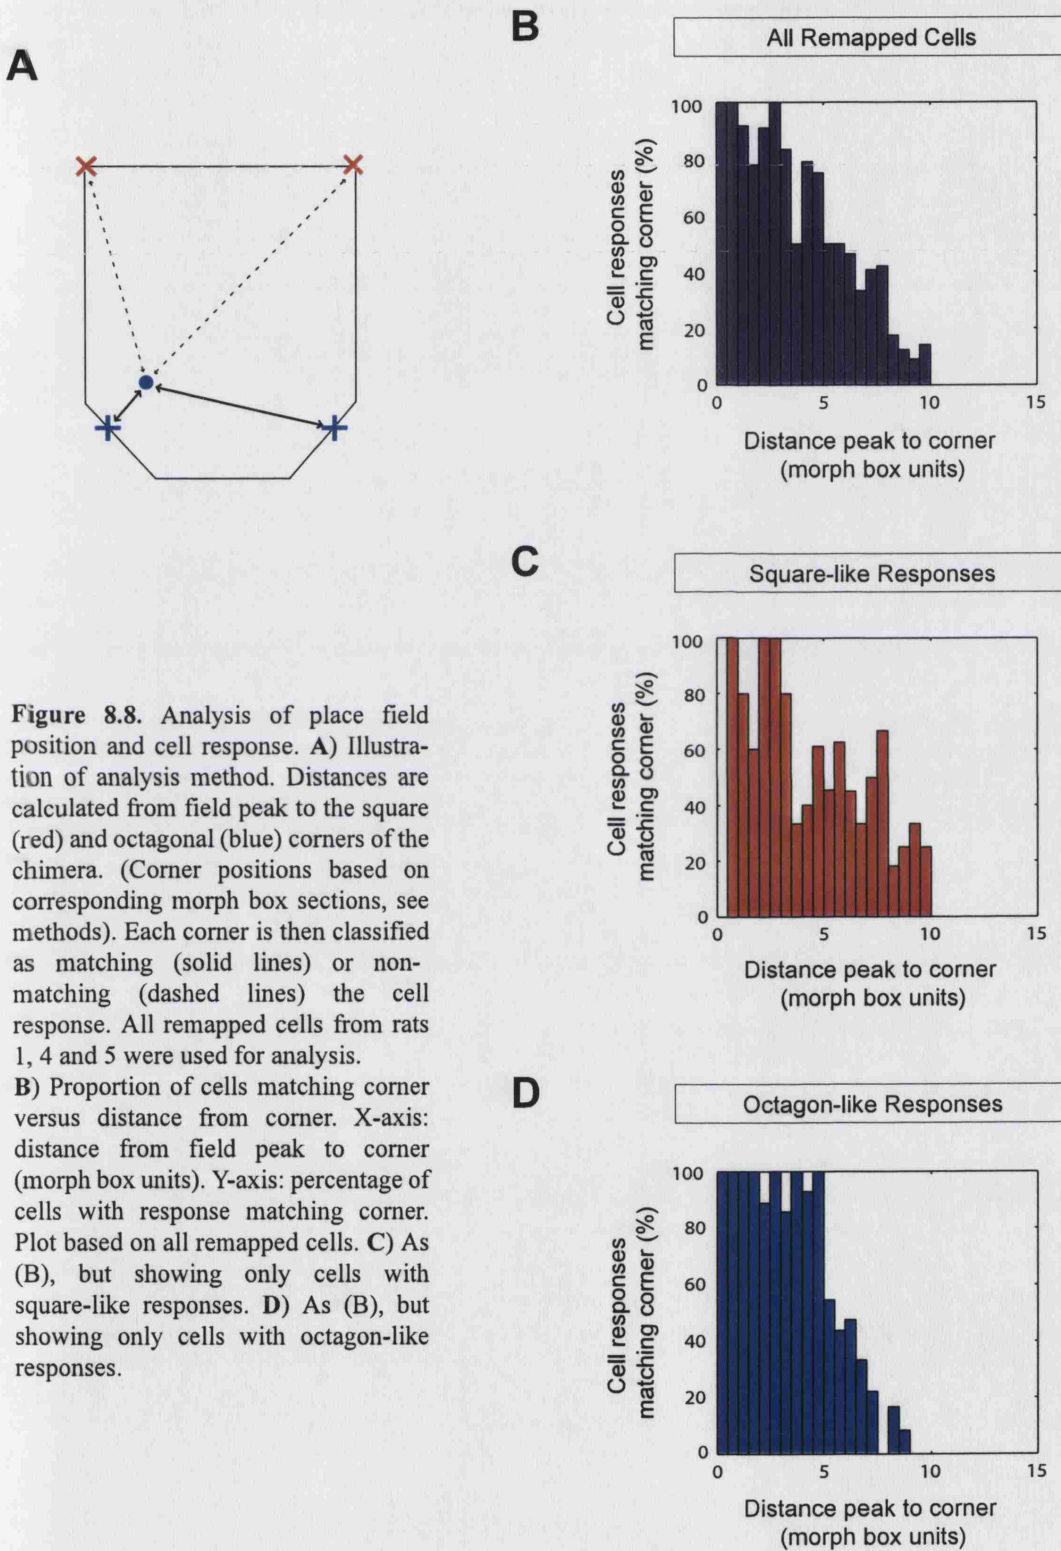 A
B
All Remapped Cells
Cell responses
matching corner (%)
100
80
60
40
20
0
0
5
10
15
Distance peak to corner
(morph box units)
C
Square-like Responses
Cell responses
matching corner (%)
100
80
60
40
20
0
0
5
10
15
Distance peak to corner
(morph box units)
Figure 8.8. Analysis of place field
position and cell response. A) Illustra-
tion of analysis method. Distances are
calculated from field peak to the square
(red) and octagonal (blue) corners of the
chimera. (Corner positions based on
corresponding morph box sections, see
methods). Each corner is then classified
as matching (solid lines) or non-
matching (dashed lines) the cell
response. All remapped cells from rats
1, 4 and 5 were used for analysis.
B) Proportion of cells matching corner
versus distance from corner. X-axis:
distance from field peak to corner
(morph box units). Y-axis: percentage of
cells with response matching corner.
Plot based on all remapped cells. C) As
(B), but showing only cells with
square-like responses. D) As (B), but
showing only cells with octagon-like
responses.
D
Octagon-like Responses
Cell responses
matching corner (%)
100
80
60
40
20
0
0
5
10
15
Distance peak to corner
(morph box units)